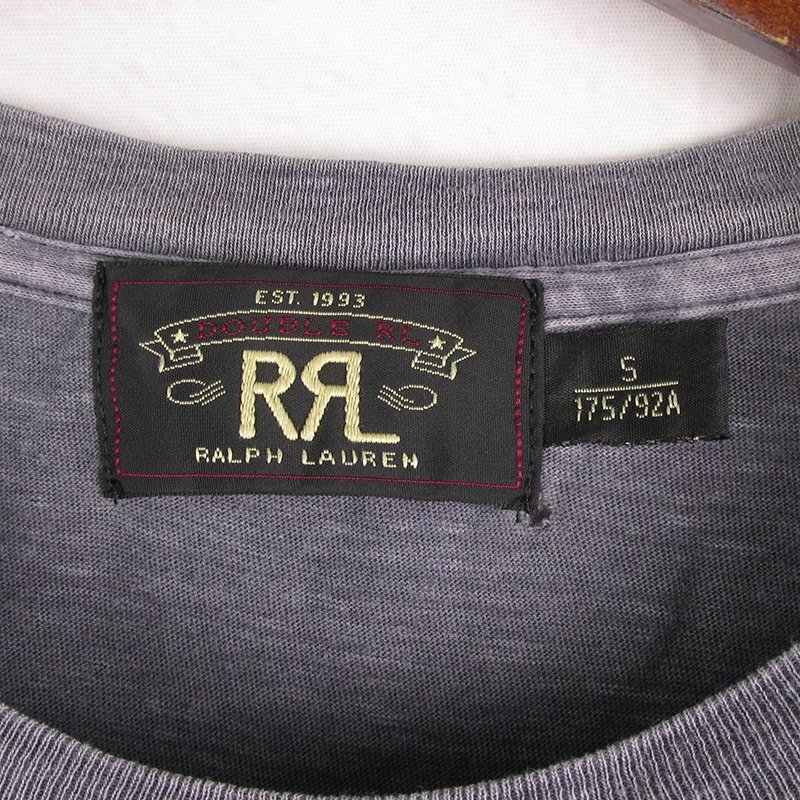 EST. 1993
DOUBLE RL
RRL
RALPH LAUREN
S
175/92A